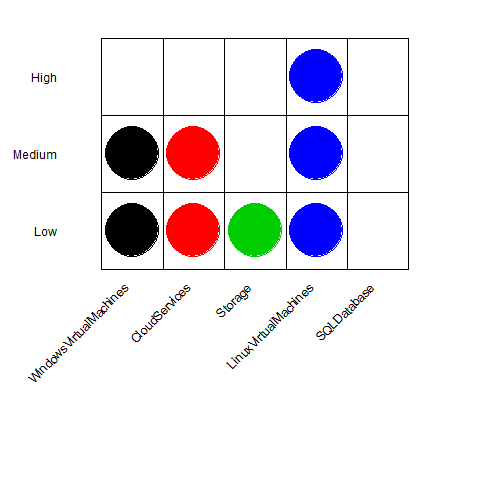 High
Medium
Low
WindowsVirtualMachines
CloudServices
Storage
LinuxVirtualMachines
SQLDatabase